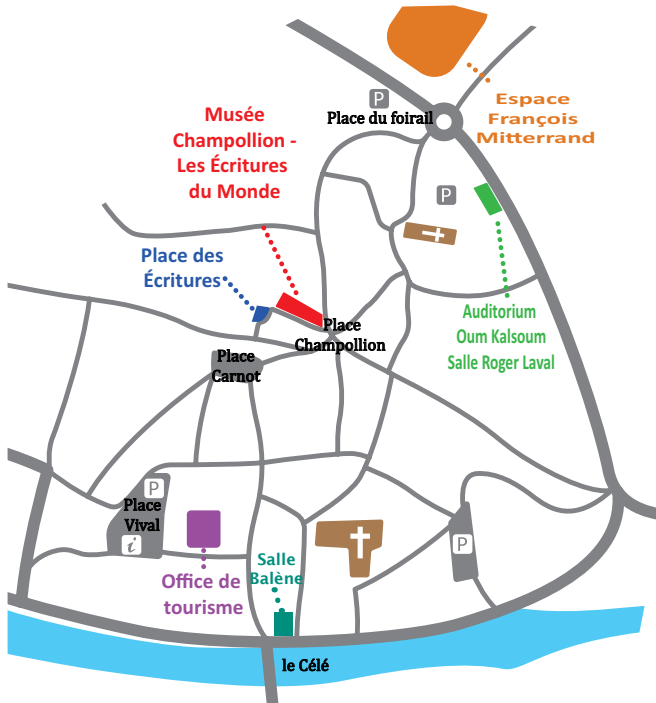 P
Place du foirail
Espace
François
Mitterrand
Musée
Champollion -
Les Écritures
du Monde
P
Place des
Écritures
Auditorium
Oum Kalsoum
Salle Roger Laval
Place
Champollion
Place
Carnot
P
Place
Vival
i
P
Office de
tourisme
Salle
Balène
le Célé